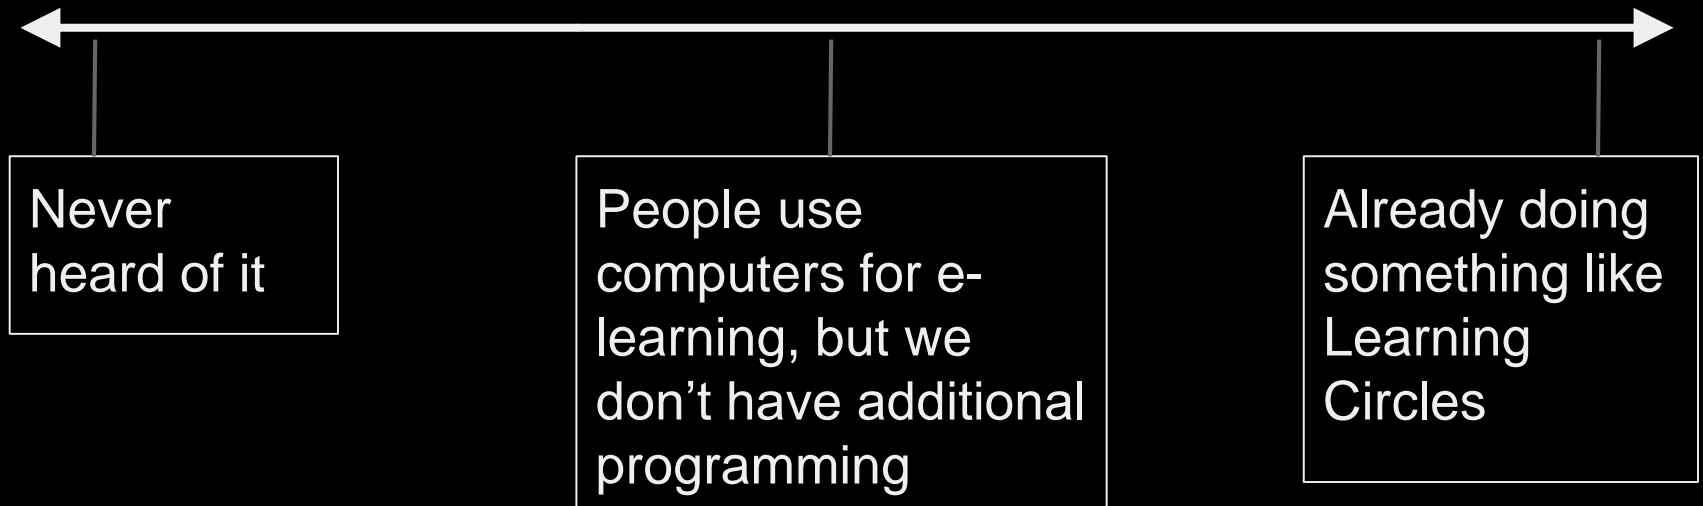 Never
heard of it
People use
computers for e-
learning, but we
don’t have additional
programming
Already doing
something like
Learning
Circles